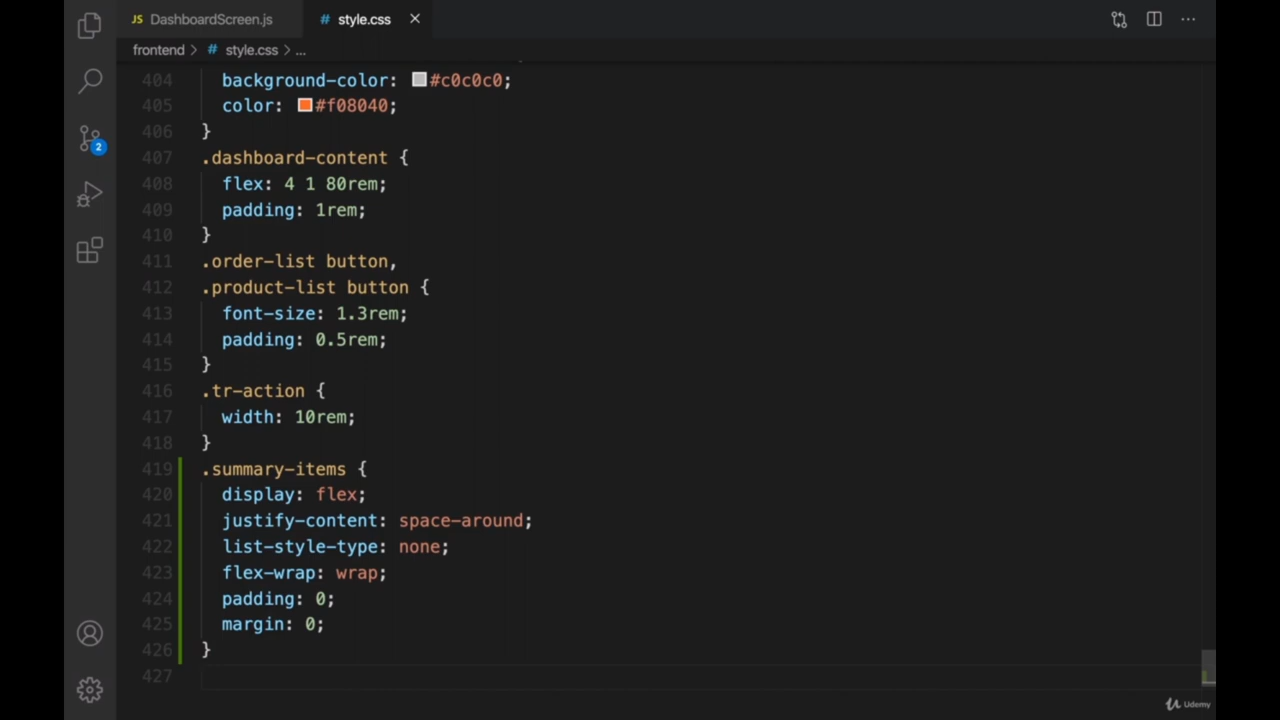 JS DashboardScreen.js # style.css ×
frontend > # style.css > ...
404 background-color: #c0c0c0;
405 color: #f08040;
406 }
407 .dashboard-content {
408 flex: 4 1 80rem;
409 padding: 1rem;
410 }
411 .order-list button,
412 .product-list button {
413 font-size: 1.3rem;
414 padding: 0.5rem;
415 }
416 .tr-action {
417 width: 10rem;
418 }
419 .summary-items {
420 display: flex;
421 justify-content: space-around;
422 list-style-type: none;
423 flex-wrap: wrap;
424 padding: 0;
425 margin: 0;
426 }
427
2
Udemy